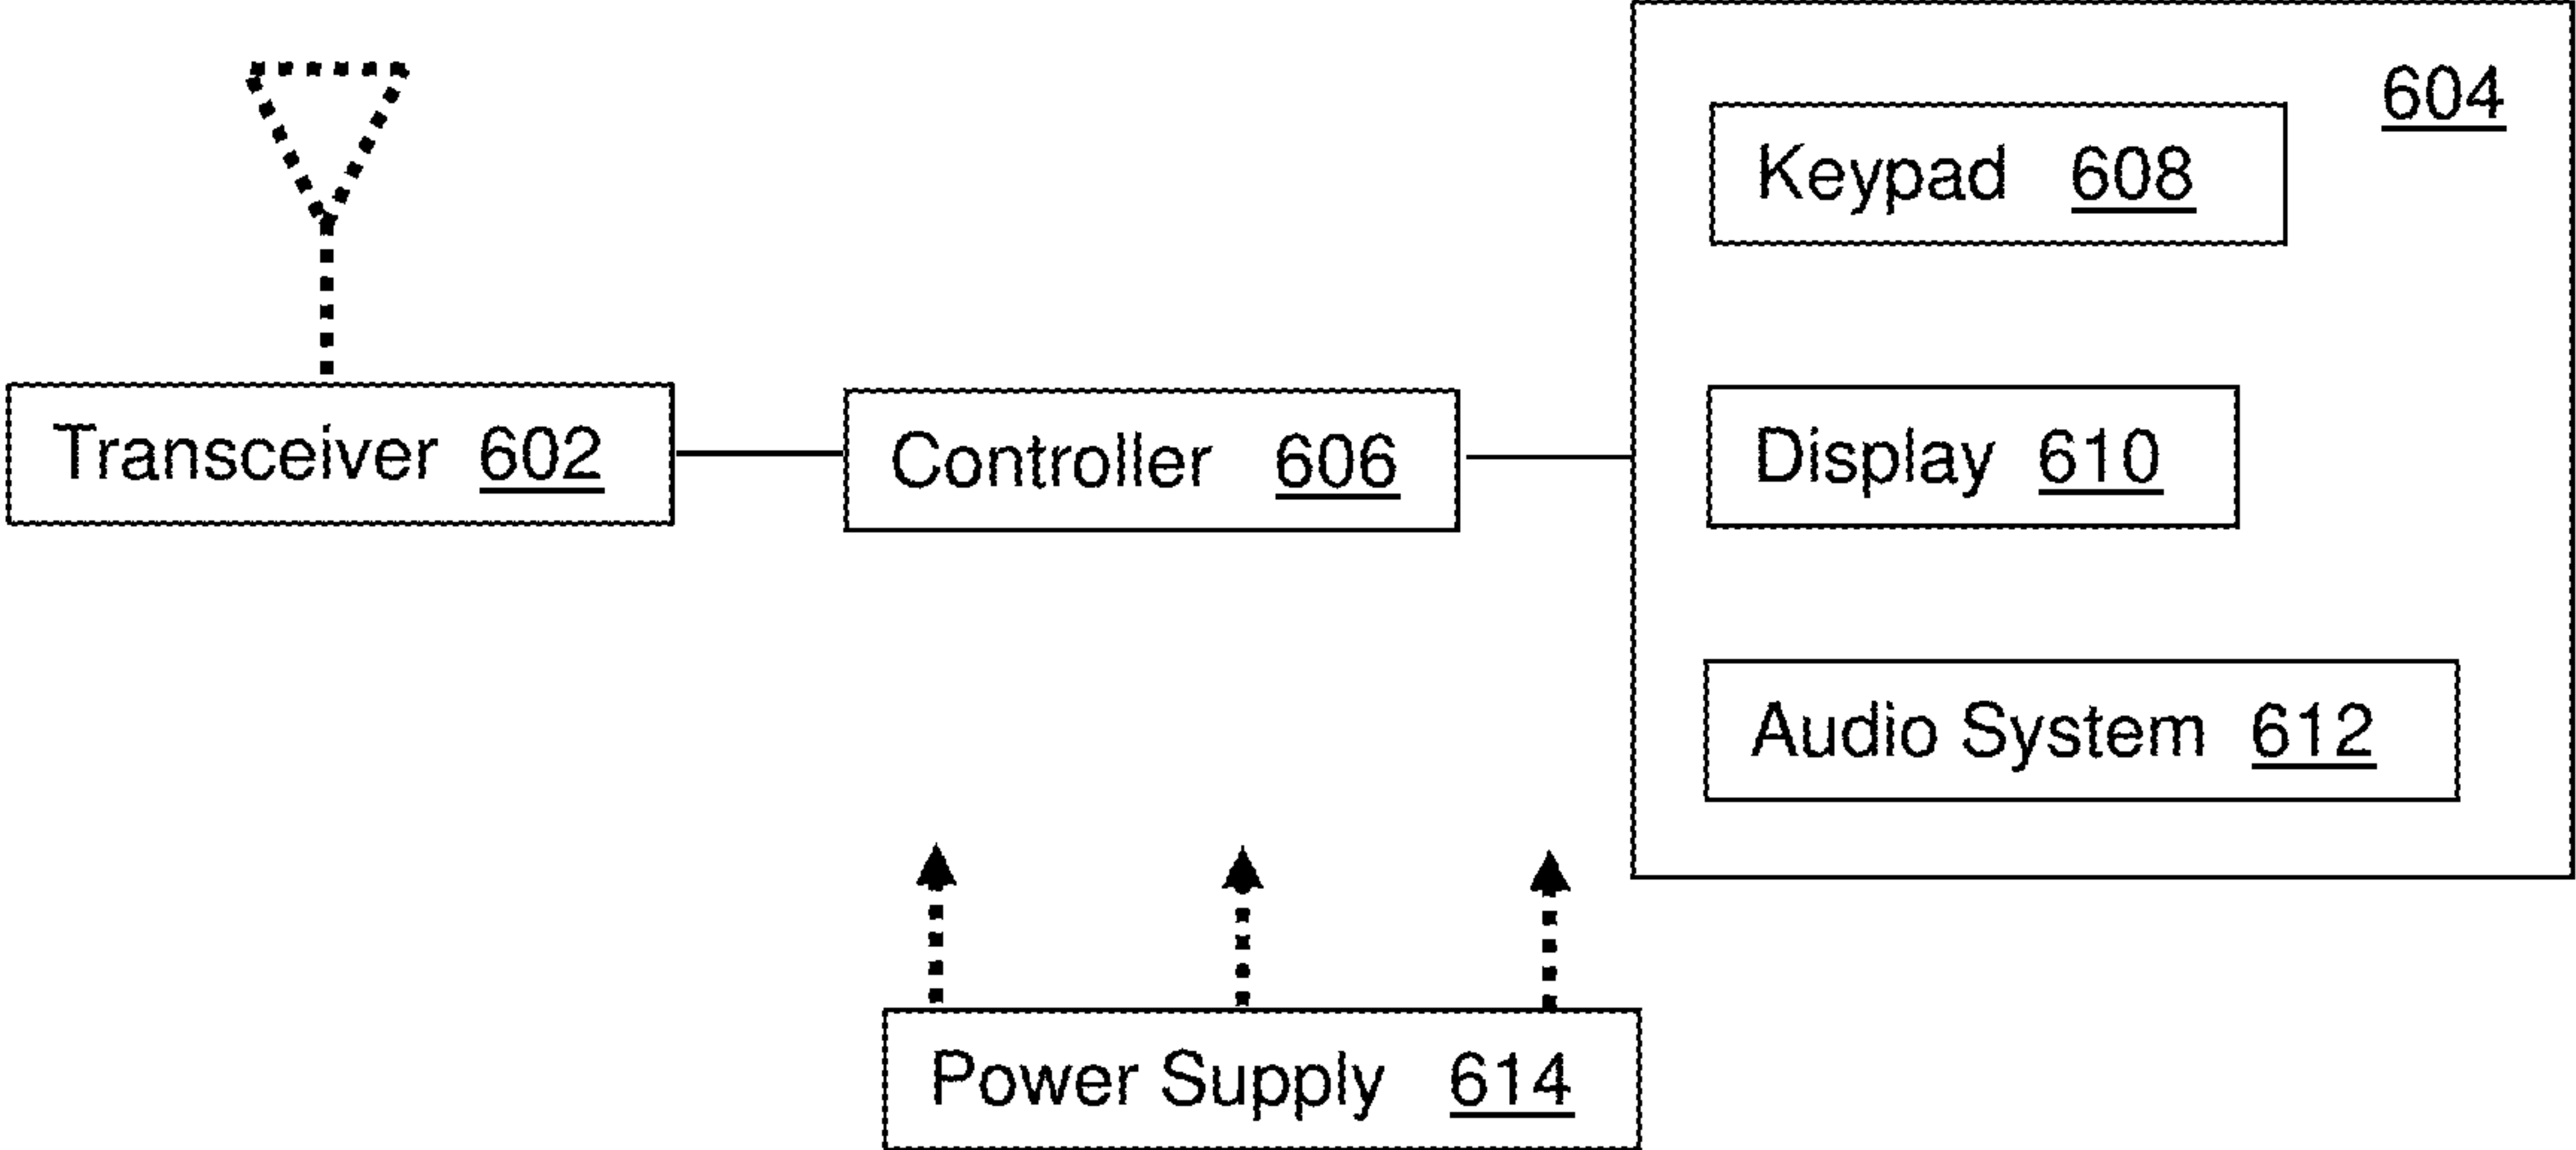 604
Keypad 608
Transceiver 602
Controller 606
Display 610
Audio System 612
Power Supply 614